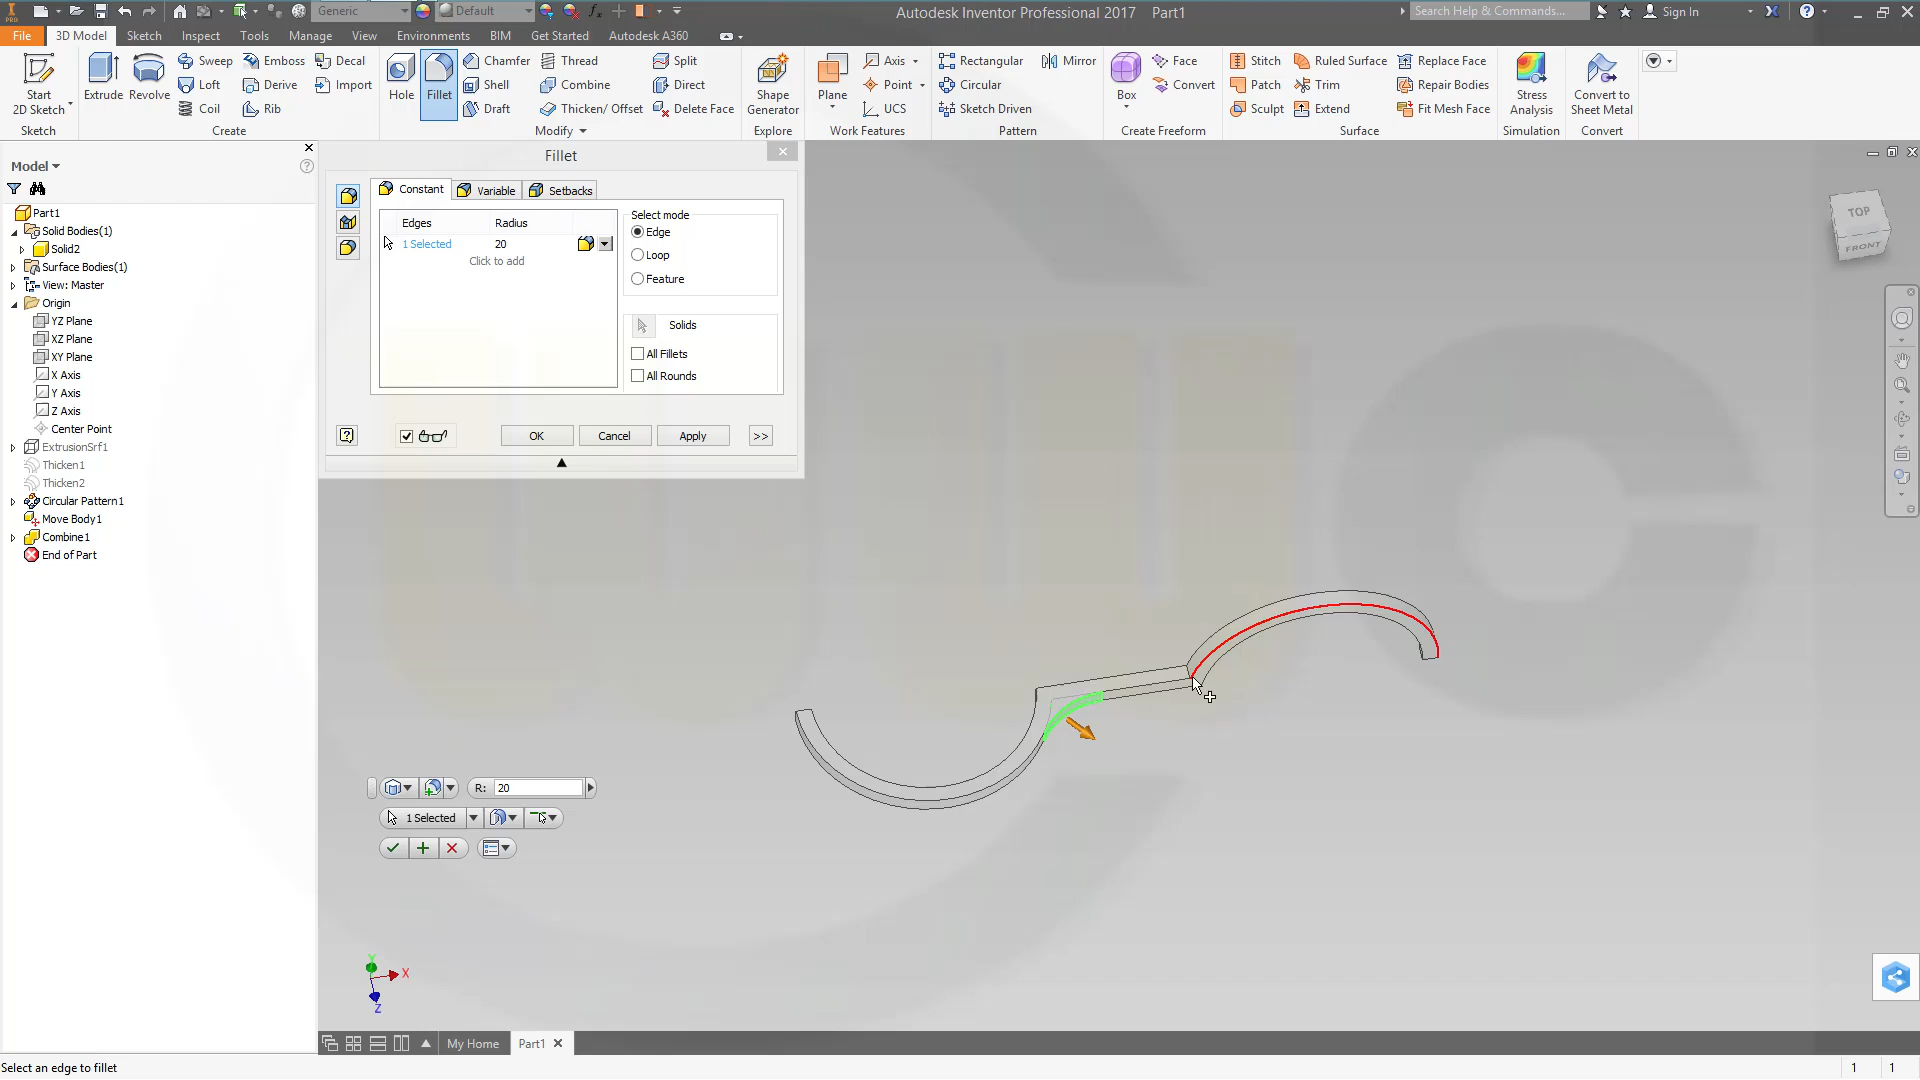 Generic
Default
Autodesk Inventor Professional 2017 Part1
Search Help & Commands...
Sign In
PRO
File
3D Model
Sketch
Inspect
Tools
Manage
View
Environments
BIM
Get Started
Autodesk A360
Start
2D Sketch
Sketch
Extrude
Revolve
Sweep
Loft
Coil
Emboss
Derive
Rib
Decal
Import
Create
Hole
Fillet
Chamfer
Shell
Draft
Thread
Combine
Thicken/ Offset
Split
Direct
Delete Face
Modify
Shape
Generator
Explore
Plane
Axis
Point
UCS
Work Features
Rectangular
Circular
Sketch Driven
Mirror
Pattern
Box
Face
Convert
Create Freeform
Stitch
Patch
Sculpt
Ruled Surface
Trim
Extend
Replace Face
Repair Bodies
Fit Mesh Face
Surface
Stress
Analysis
Simulation
Convert to
Sheet Metal
Convert
Model
Part1
Solid Bodies(1)
Solid2
Surface Bodies(1)
View: Master
Origin
YZ Plane
XZ Plane
XY Plane
X Axis
Y Axis
Z Axis
Center Point
ExtrusionSrf1
Thicken1
Thicken2
Circular Pattern1
Move Body1
Combine1
End of Part
Fillet
Constant
Variable
Setbacks
Edges Radius
1 Selected 20
Click to add
Select mode
Edge
Loop
Feature
Solids
All Fillets
All Rounds
OK
Cancel
Apply
>>
TOP
FRONT
R: 20
1 Selected
Y
X
Z
My Home
Part1
Select an edge to fillet
1 1